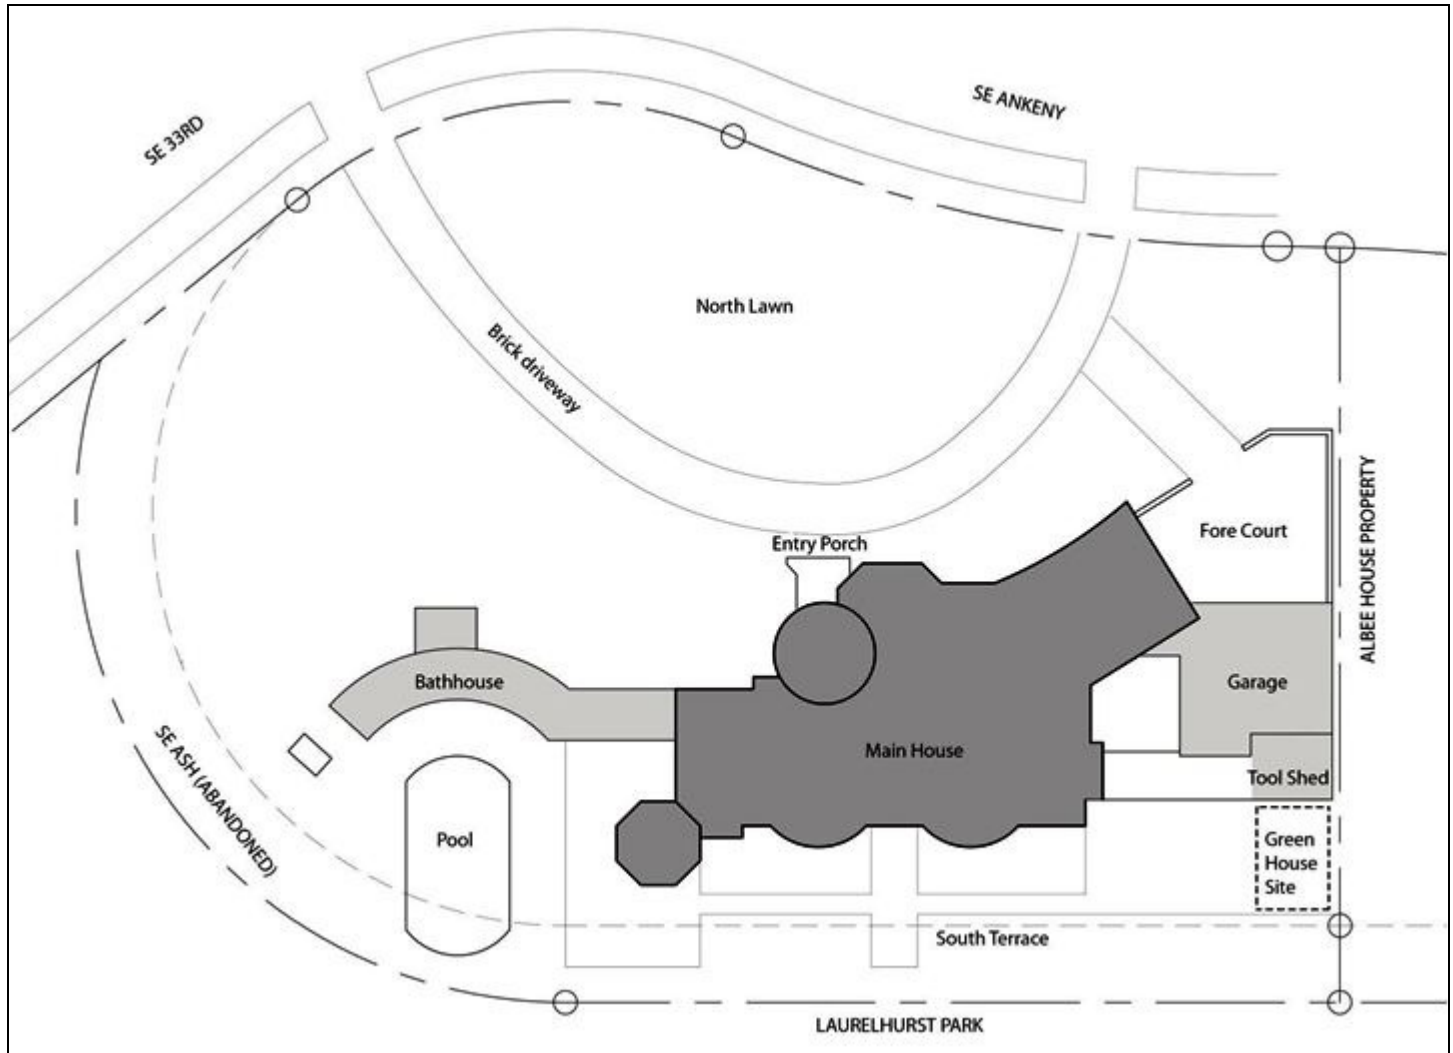 SE ANKENY
SE 33RD
North Lawn
Brick driveway
ALBEE HOUSE PROPERTY
Fore Court
Entry Porch
Bathhouse
Garage
Main House
Tool Shed
SE ASH (ABANDONED)
Pool
Green
House
Site
South Terrace
LAURELHURST PARK